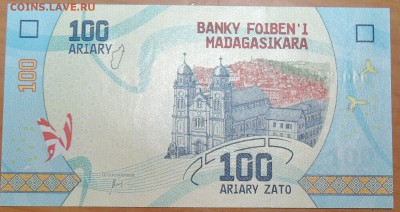 COINS.LAVE.RU
100
ARIARY
BANKY FOIBEN'I
MADAGASIKARA
100
100
ARIARY ZATO